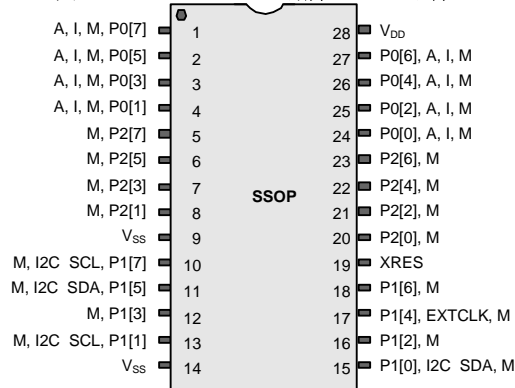 A, I, M, P0[7] 1 28 VDD
A, I, M, P0[5] 2 27 P0[6], A, I, M
A, I, M, P0[3] 3 26 P0[4], A, I, M
A, I, M, P0[1] 4 25 P0[2], A, I, M
M, P2[7] 5 24 P0[0], A, I, M
M, P2[5] 6 23 P2[6], M
M, P2[3] 7 22 P2[4], M
SSOP
M, P2[1] 8 21 P2[2], M
VSS 9 20 P2[0], M
M, I2C SCL, P1[7] 10 19 XRES
M, I2C SDA, P1[5] 11 18 P1[6], M
M, P1[3] 12 17 P1[4], EXTCLK, M
M, I2C SCL, P1[1] 13 16 P1[2], M
VSS 14 15 P1[0], I2C SDA, M